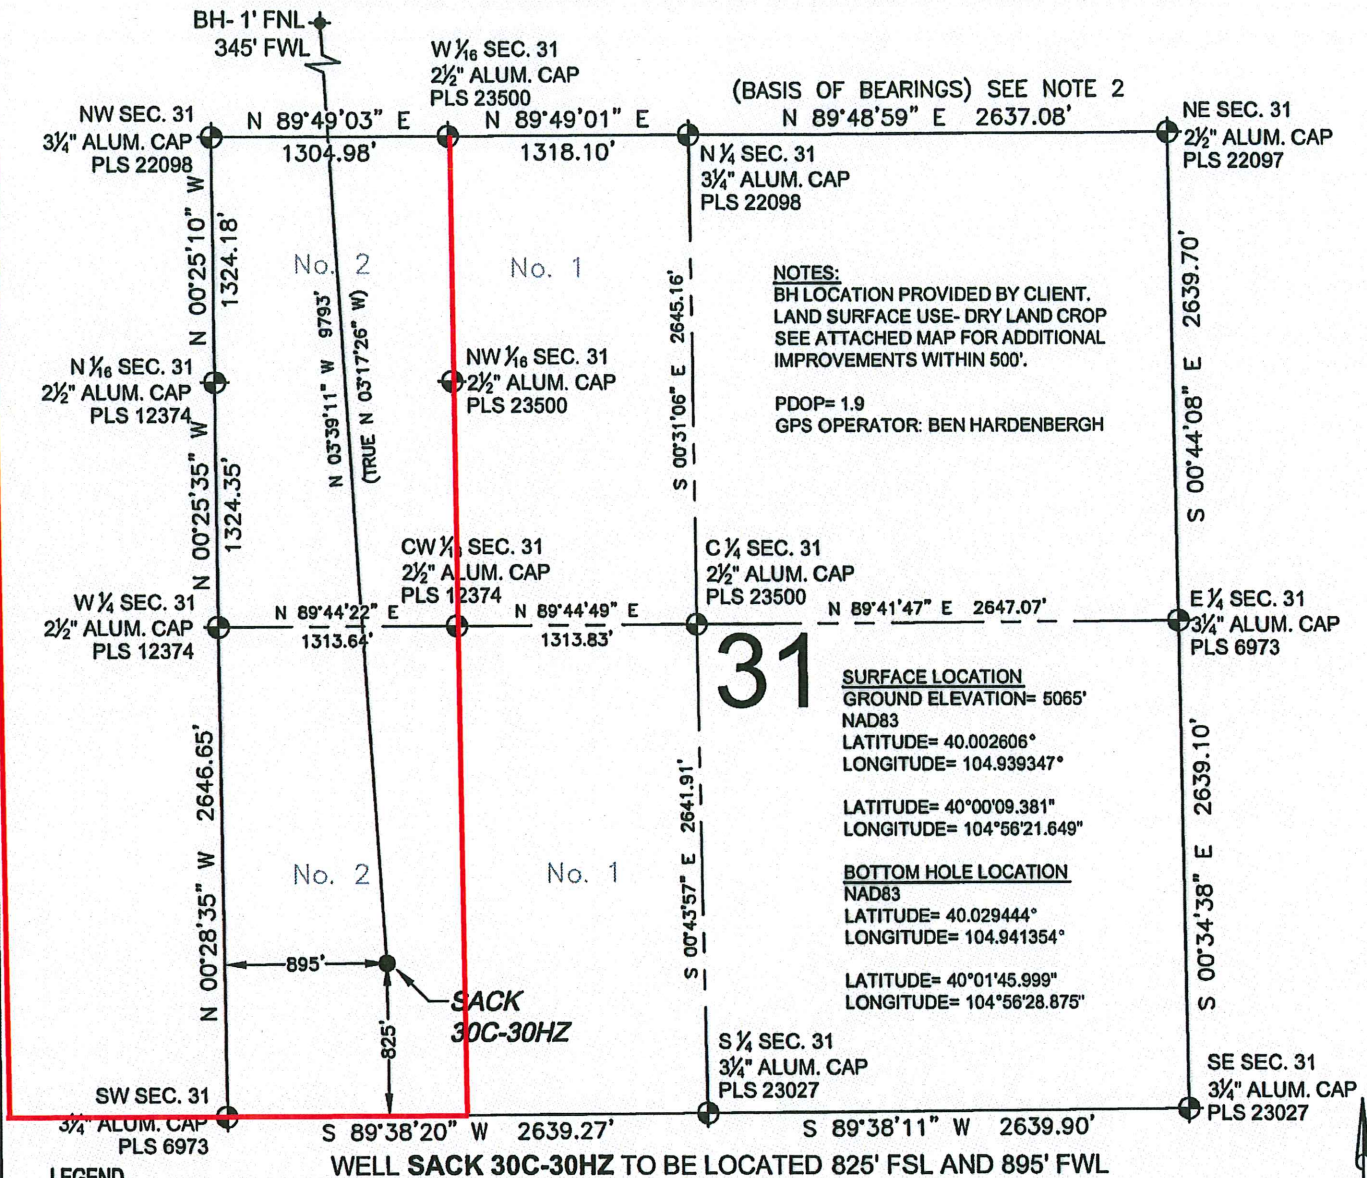 BH- 1' FNL
345' FWL
W 1/16 SEC. 31
2½" ALUM. CAP
PLS 23500
(BASIS OF BEARINGS) SEE NOTE 2
NW SEC. 31
3¼" ALUM. CAP
PLS 22098
N 89°49'03" E
1304.98'
N 89°49'01" E
1318.10'
N 89°48'59" E 2637.08'
NE SEC. 31
2½" ALUM. CAP
PLS 22097
N ¼ SEC. 31
3¼" ALUM. CAP
PLS 22098
N 00°25'10" W
1324.18'
No. 2
No. 1
N 03°39'11" W 9793'
(TRUE N 03°17'26" W)
S 00°31'06" E 2645.16'
NOTES:
BH LOCATION PROVIDED BY CLIENT.
LAND SURFACE USE- DRY LAND CROP
SEE ATTACHED MAP FOR ADDITIONAL
IMPROVEMENTS WITHIN 500'.
PDOP= 1.9
GPS OPERATOR: BEN HARDENBERGH
S 00°44'08" E 2639.70'
N 1/16 SEC. 31
2½" ALUM. CAP
PLS 12374
NW 1/16 SEC. 31
2½" ALUM. CAP
PLS 23500
N 00°25'35" W
1324.35'
CW 1/16 SEC. 31
2½" ALUM. CAP
PLS 12374
C ¼ SEC. 31
2½" ALUM. CAP
PLS 23500
W ¼ SEC. 31
2½" ALUM. CAP
PLS 12374
N 89°44'22" E
1313.64'
N 89°44'49" E
1313.83'
N 89°41'47" E 2647.07'
E ¼ SEC. 31
3¼" ALUM. CAP
PLS 6973
31
SURFACE LOCATION
GROUND ELEVATION= 5065'
NAD83
LATITUDE= 40.002606°
LONGITUDE= 104.939347°
LATITUDE= 40°00'09.381"
LONGITUDE= 104°56'21.649"
BOTTOM HOLE LOCATION
NAD83
LATITUDE= 40.029444°
LONGITUDE= 104.941354°
LATITUDE= 40°01'45.999"
LONGITUDE= 104°56'28.875"
N 00°28'35" W 2646.65'
No. 2
No. 1
S 00°43'57" E 2641.91'
S 00°34'38" E 2639.10'
895'
825'
SACK
30C-30HZ
S ¼ SEC. 31
3¼" ALUM. CAP
PLS 23027
SW SEC. 31
3¼" ALUM. CAP
PLS 6973
SE SEC. 31
3¼" ALUM. CAP
PLS 23027
S 89°38'20" W 2639.27'
S 89°38'11" W 2639.90'
WELL SACK 30C-30HZ TO BE LOCATED 825' FSL AND 895' FWL
LEGEND